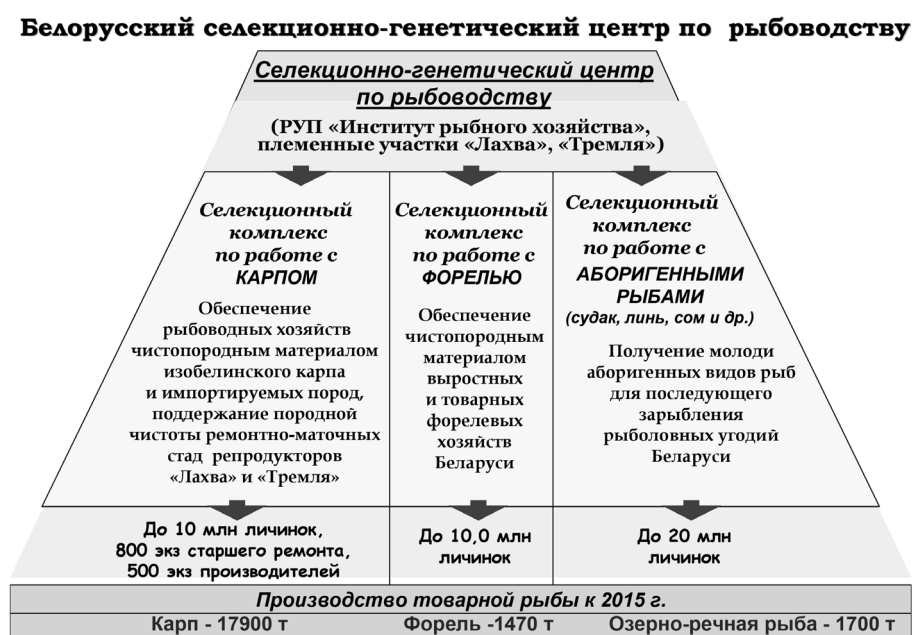 Белорусский селекционно-генетический центр по рыбоводству
Селекционно-генетический центр
по рыбоводству
(РУП «Институт рыбного хозяйства»,
племенные участки «Лахва», «Тремля»)
Селекционный
комплекс
по работе с
КАРПОМ
Обеспечение
рыбоводных хозяйств
чистопородным материалом
изобелинского карпа
и импортируемых пород,
поддержание породной
чистоты ремонтно-маточных
стад репродукторов
«Лахва» и «Тремля»
До 10 млн личинок,
800 экз старшего ремонта,
500 экз производителей
Селекционный
комплекс
по работе с
ФОРЕЛЬЮ
Обеспечение
чистопородным
материалом
выростных
и товарных
форелевых
хозяйств
Беларуси
До 10,0 млн
личинок
Селекционный
комплекс
по работе с
АБОРИГЕННЫМИ
РЫБАМИ
(судак, линь, сом и др.)
Получение молоди
аборигенных видов рыб
для последующего
зарыбления
рыболовных угодий
Беларуси
До 20 млн
личинок
Производство товарной рыбы к 2015 г.
Карп - 17900 т Форель -1470 т Озерно-речная рыба - 1700 т